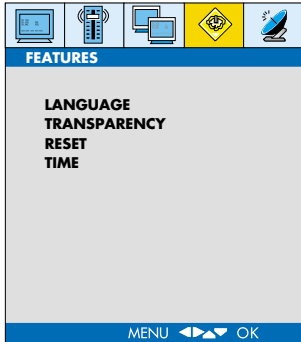 FEATURES
LANGUAGE
TRANSPARENCY
RESET
TIME
MENU ◀▶▲▼ OK